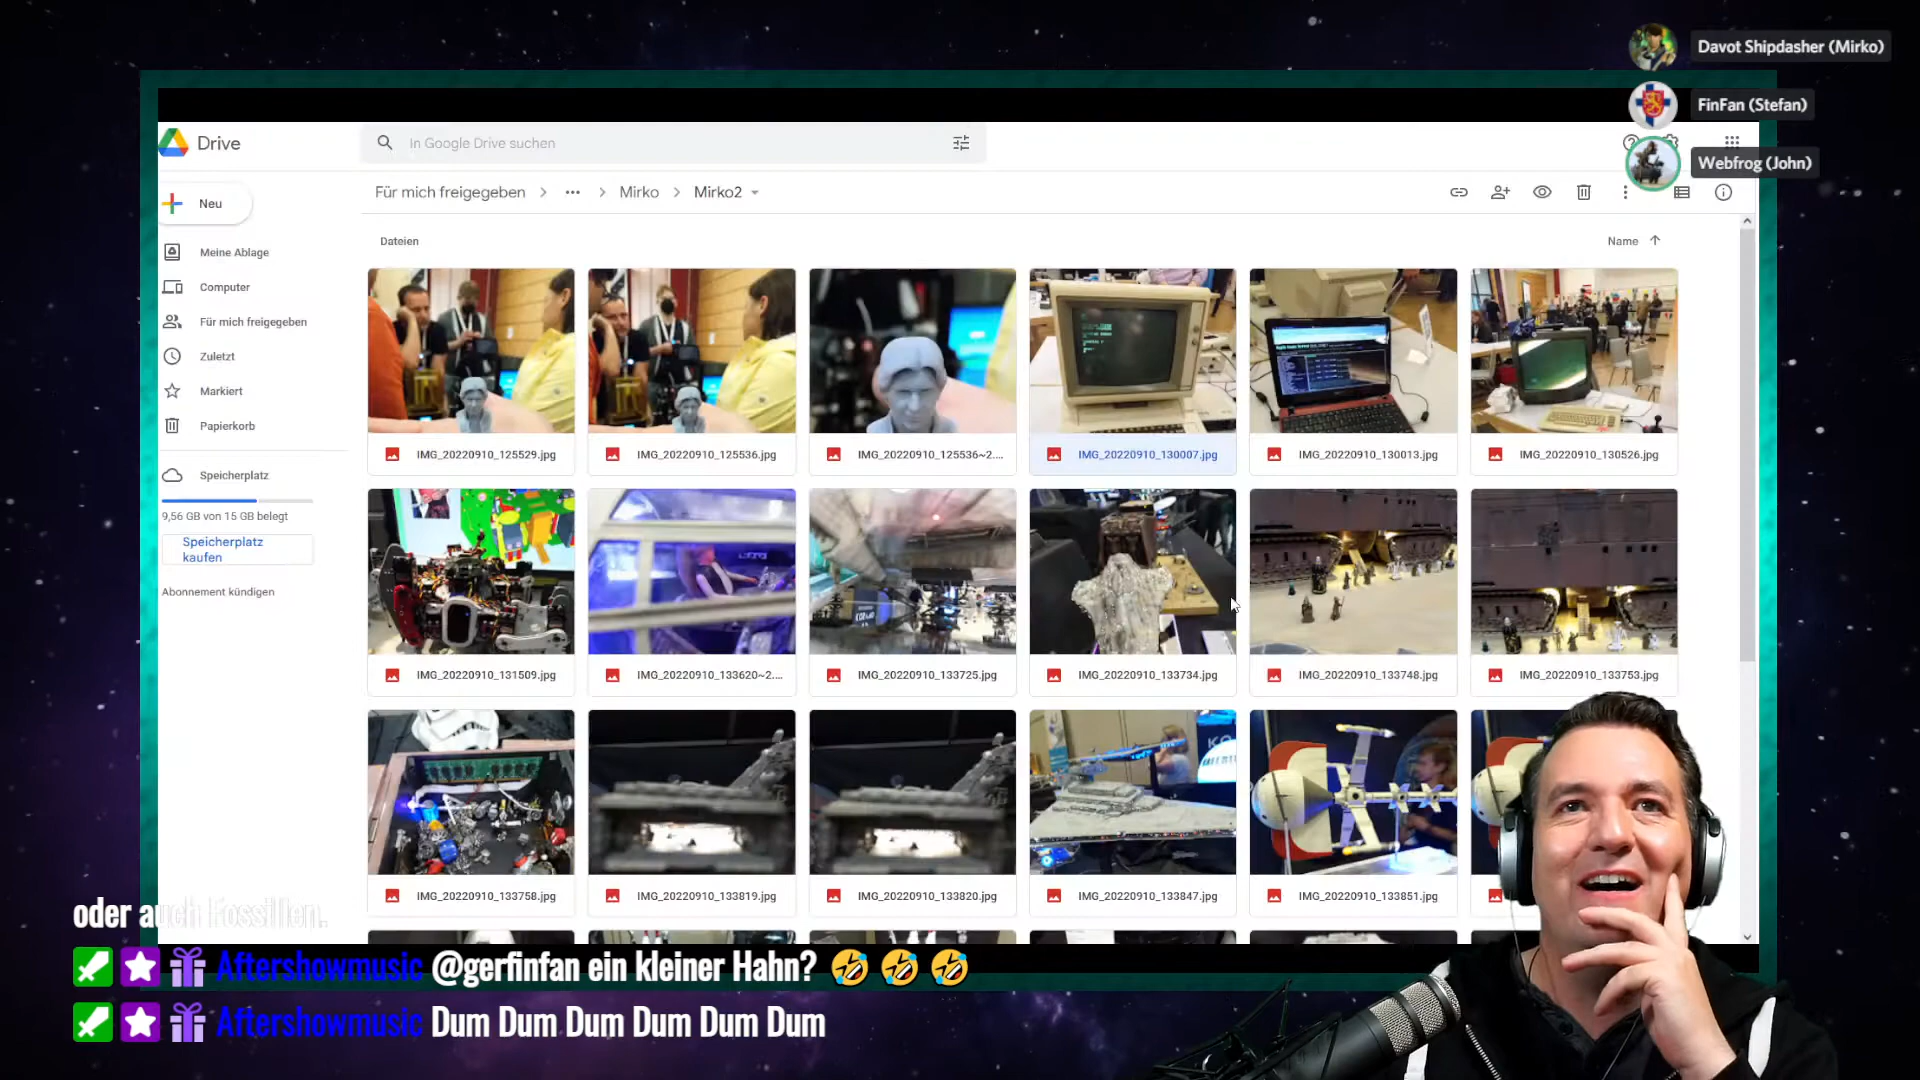 Davot Shipdasher (Mirko)
FinFan (Stefan)
Webfrog (John)
Drive
In Google Drive suchen
Neu
Für mich freigegeben > ... > Mirko > Mirko2
Meine Ablage
Computer
Für mich freigegeben
Zuletzt
Markiert
Papierkorb
Speicherplatz
9,56 GB von 15 GB belegt
Speicherplatz
kaufen
Abonnement kündigen
Dateien
Name
IMG_20220910_125529.jpg
IMG_20220910_125536.jpg
IMG_20220910_125536~2....
IMG_20220910_130007.jpg
IMG_20220910_130013.jpg
IMG_20220910_130526.jpg
IMG_20220910_131509.jpg
IMG_20220910_133620~2....
IMG_20220910_133725.jpg
IMG_20220910_133734.jpg
IMG_20220910_133748.jpg
IMG_20220910_133753.jpg
IMG_20220910_133758.jpg
IMG_20220910_133819.jpg
IMG_20220910_133820.jpg
IMG_20220910_133847.jpg
IMG_20220910_133851.jpg
oder auch Fossilien.
Aftershowmusic @gerfinfan ein kleiner Hahn? 🤣 🤣 🤣
Aftershowmusic Dum Dum Dum Dum Dum Dum